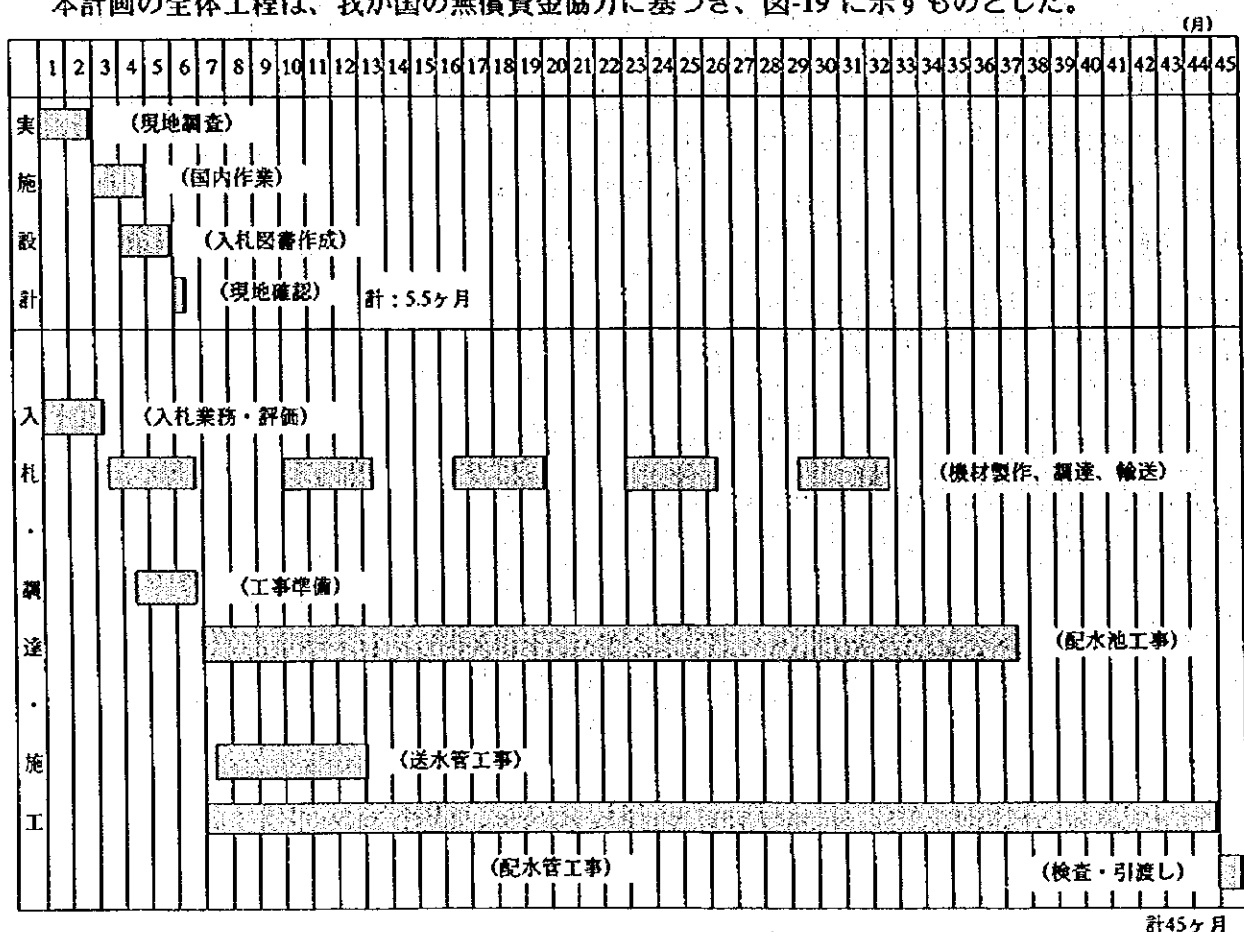 本計画の全体工程は、我が国の無償資金協力に基づき、図-19 に示すものとした。
(月)
1 2 3 4 5 6 7 8 9 10 11 12 13 14 15 16 17 18 19 20 21 22 23 24 25 26 27 28 29 30 31 32 33 34 35 36 37 38 39 40 41 42 43 44 45
実施設計
(現地調査)
(国内作業)
(入札図書作成)
(現地確認) 計：5.5ヶ月
入札・調達・施工
(入札業務・評価)
(機材製作、調達、輸送)
(工事準備)
(配水池工事)
(送水管工事)
(配水管工事) (検査・引渡し)
計45ヶ月